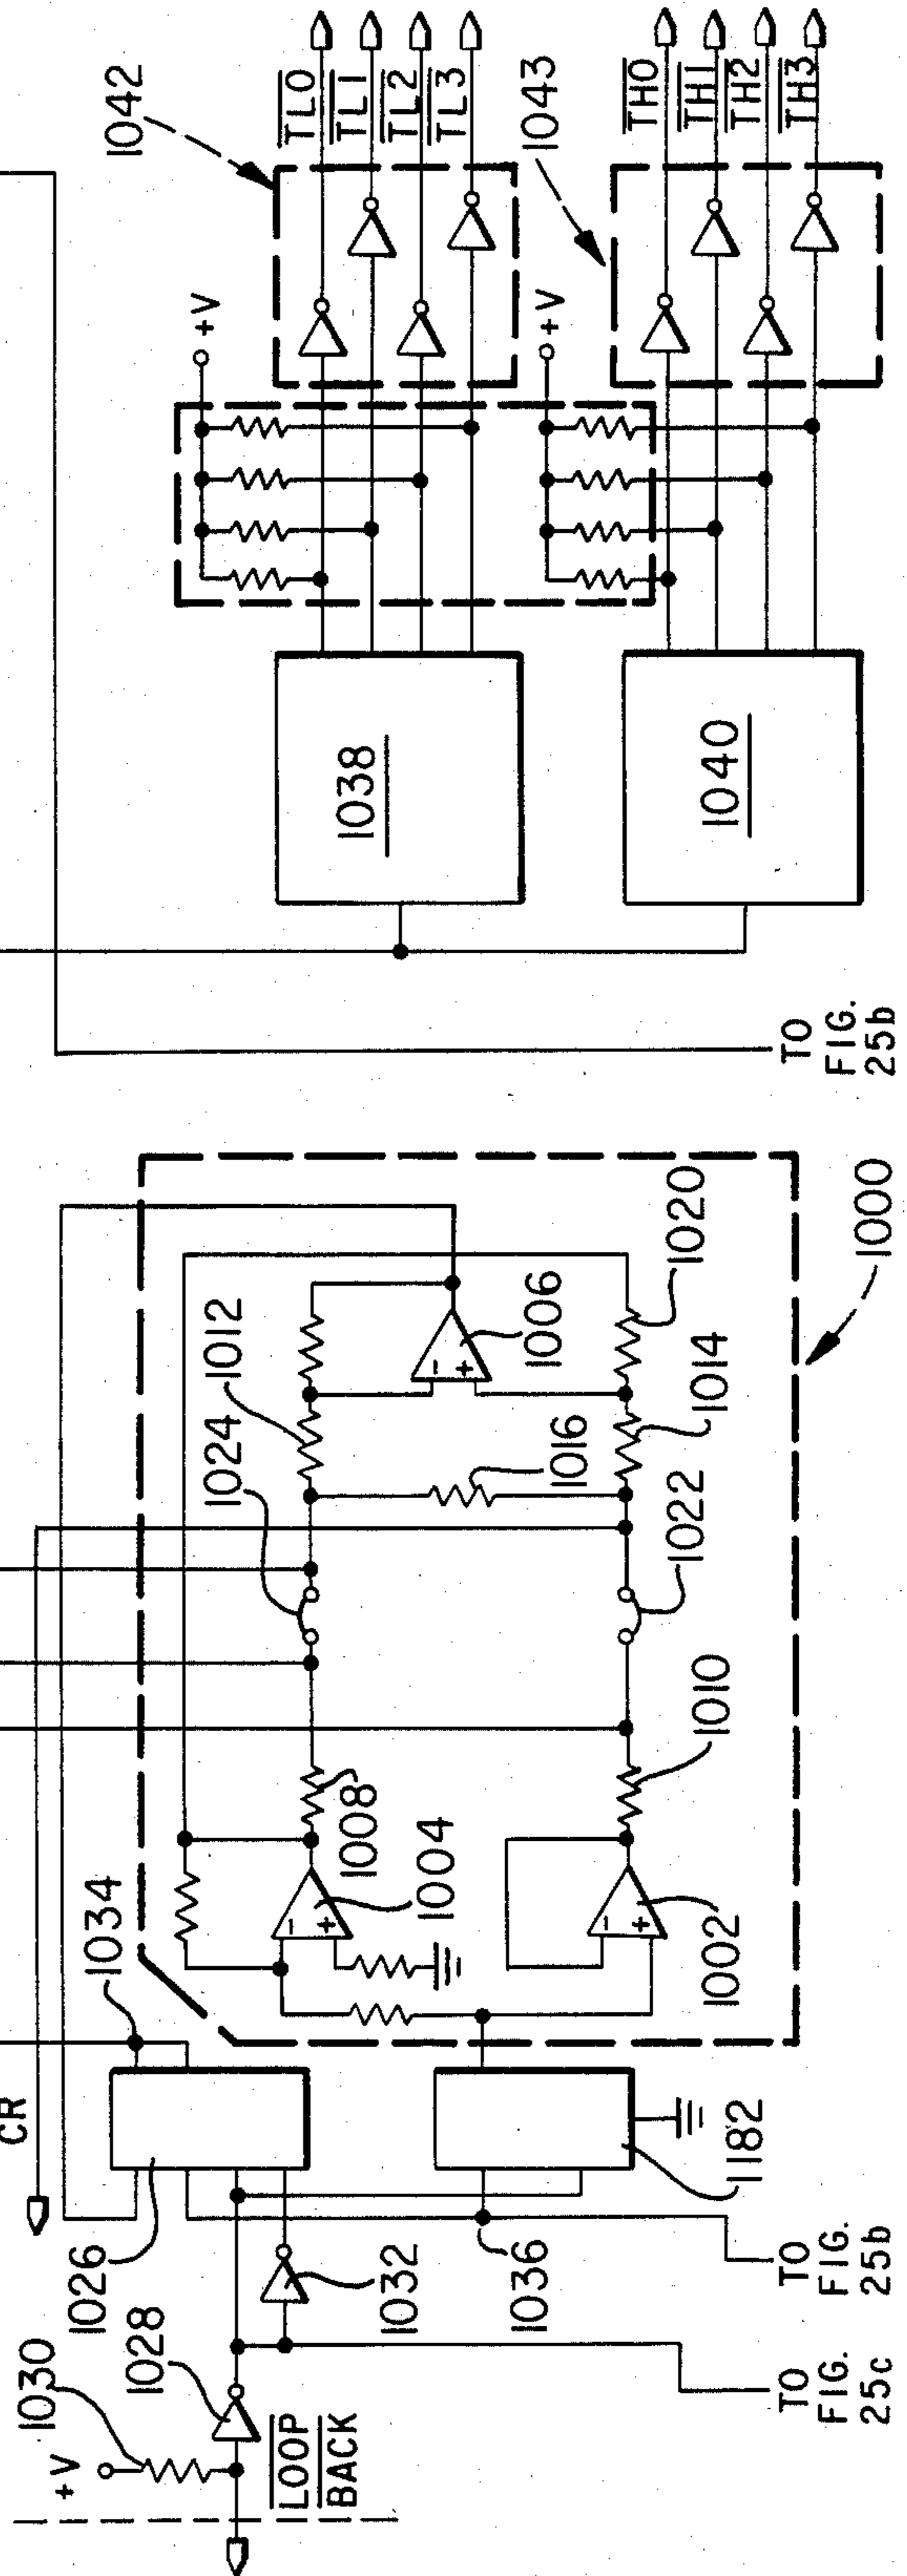 1042
TL0
TL1
TL2
TL3
1043
TH0
TH1
TH2
TH3
+V
+V
1038
1040
TO
FIG.
25b
1000
1012
1024
1006
1020
1016
1014
1022
1008
1004
1010
1002
1034
CR
1026
1182
1036
1032
TO
FIG.
25b
1030
1028
+V
LOOP
BACK
TO
FIG.
25c